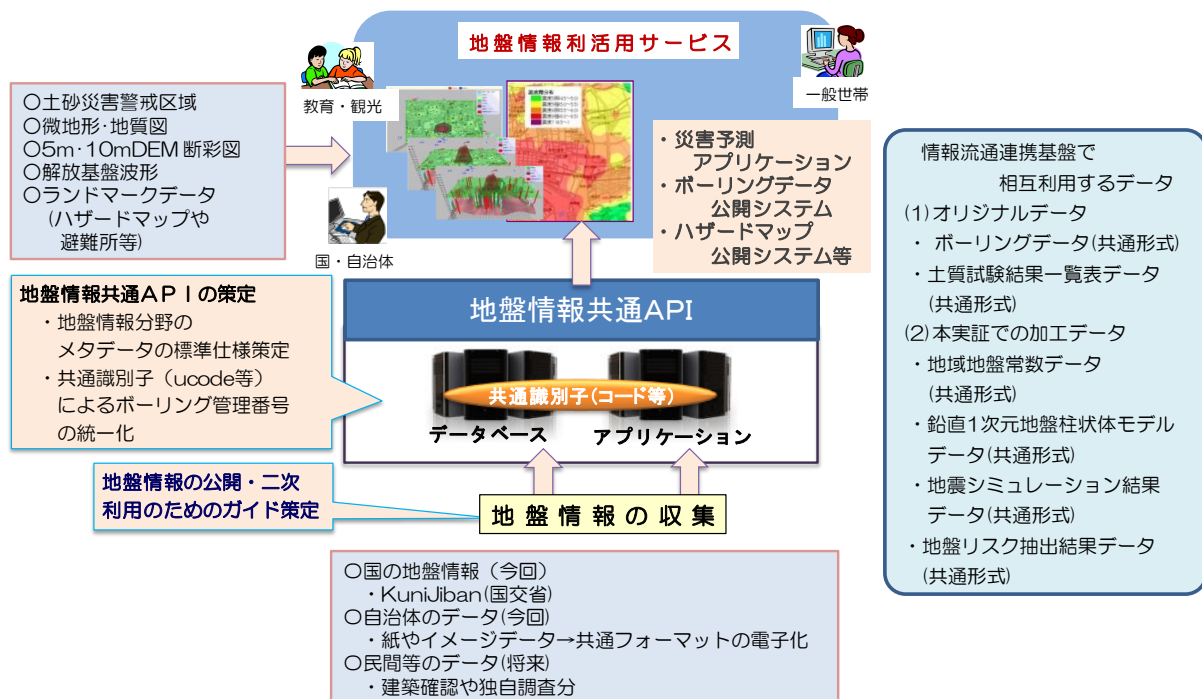 地盤情報利活用サービス
教育・観光
一般世帯
国・自治体
〇土砂災害警戒区域
〇微地形・地質図
〇5m・10mDEM断彩図
〇解放基盤波形
〇ランドマークデータ
(ハザードマップや
避難所等)
・災害予測
アプリケーション
・ボーリングデータ
公開システム
・ハザードマップ
公開システム等
地盤情報共通APIの策定
・地盤情報分野の
メタデータの標準仕様策定
・共通識別子（ucode等）
によるボーリング管理番号
の統一化
地盤情報共通API
共通識別子(コード等)
データベース
アプリケーション
地盤情報の公開・二次
利用のためのガイド策定
地盤情報の収集
〇国の地盤情報（今回）
・KuniJiban(国交省)
〇自治体のデータ(今回)
・紙やイメージデータ→共通フォーマットの電子化
〇民間等のデータ(将来)
・建築確認や独自調査分
情報流通連携基盤で
相互利用するデータ
(1)オリジナルデータ
・ ボーリングデータ(共通形式)
・土質試験結果一覧表データ
(共通形式)
(2)本実証での加工データ
・地域地盤常数データ
(共通形式)
・鉛直1次元地盤柱状体モデル
データ(共通形式)
・地震シミュレーション結果
データ(共通形式)
・地盤リスク抽出結果データ
(共通形式)